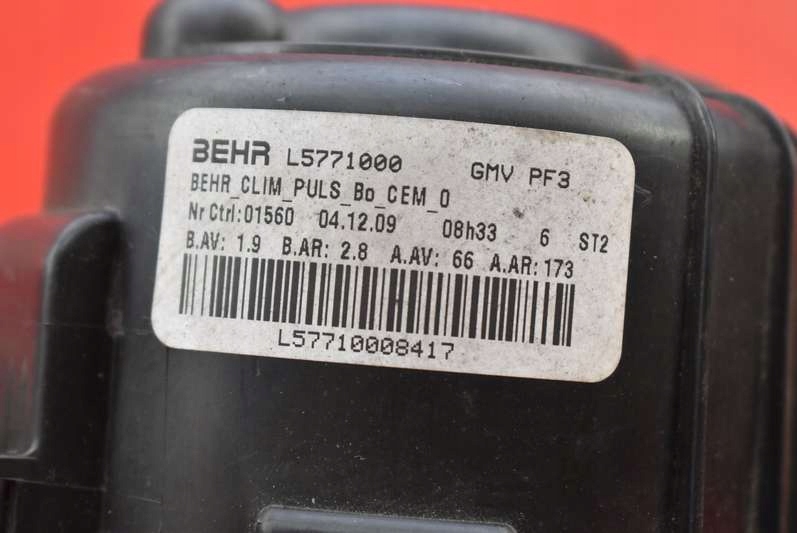 BEHR L5771000 GMV PF3
BEHR_CLIM_PULS_Bo_CEM_0
Nr Ctrl:01560 04.12.09 08h33 6 ST2
B.AV: 1.9 B.AR: 2.8 A.AV: 66 A.AR: 173
L57710008417